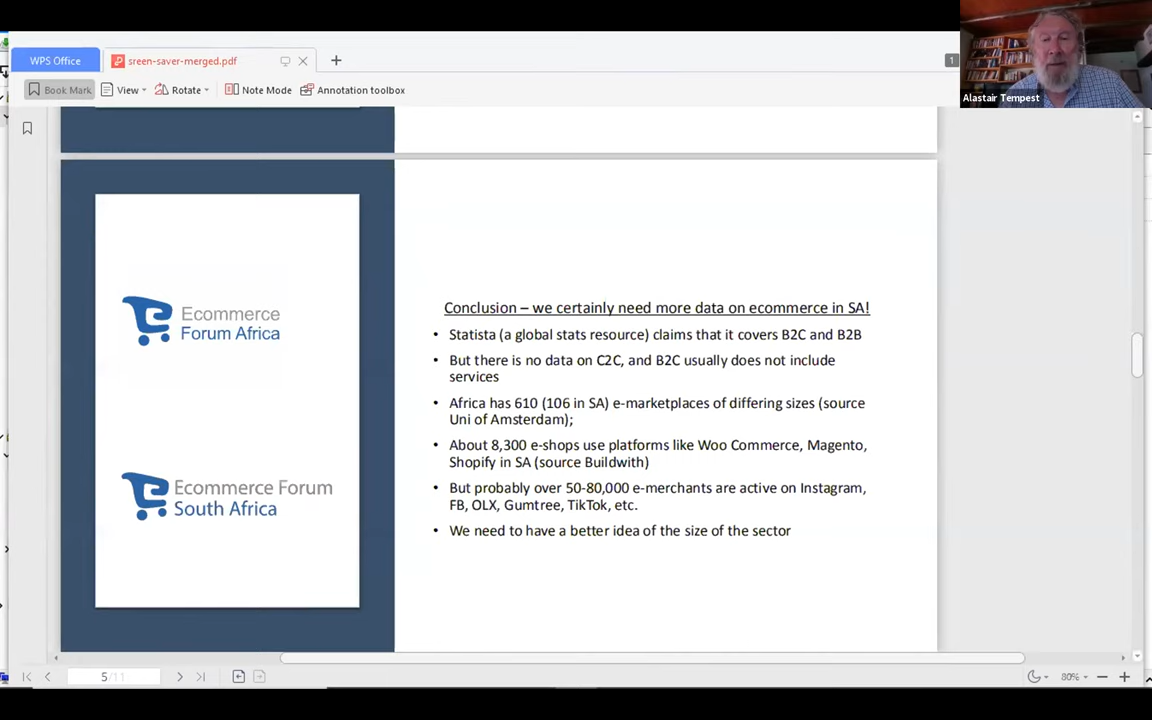 WPS Office
sreen-saver-merged.pdf
1
Book Mark
View
Rotate
Note Mode
Annotation toolbox
Alastair Tempest
Ecommerce
Forum Africa
Ecommerce Forum
South Africa
Conclusion – we certainly need more data on ecommerce in SA!
• Statista (a global stats resource) claims that it covers B2C and B2B
• But there is no data on C2C, and B2C usually does not include
services
• Africa has 610 (106 in SA) e-marketplaces of differing sizes (source
Uni of Amsterdam);
• About 8,300 e-shops use platforms like Woo Commerce, Magento,
Shopify in SA (source Buildwith)
• But probably over 50-80,000 e-merchants are active on Instagram,
FB, OLX, Gumtree, TikTok, etc.
• We need to have a better idea of the size of the sector
5/11
80%